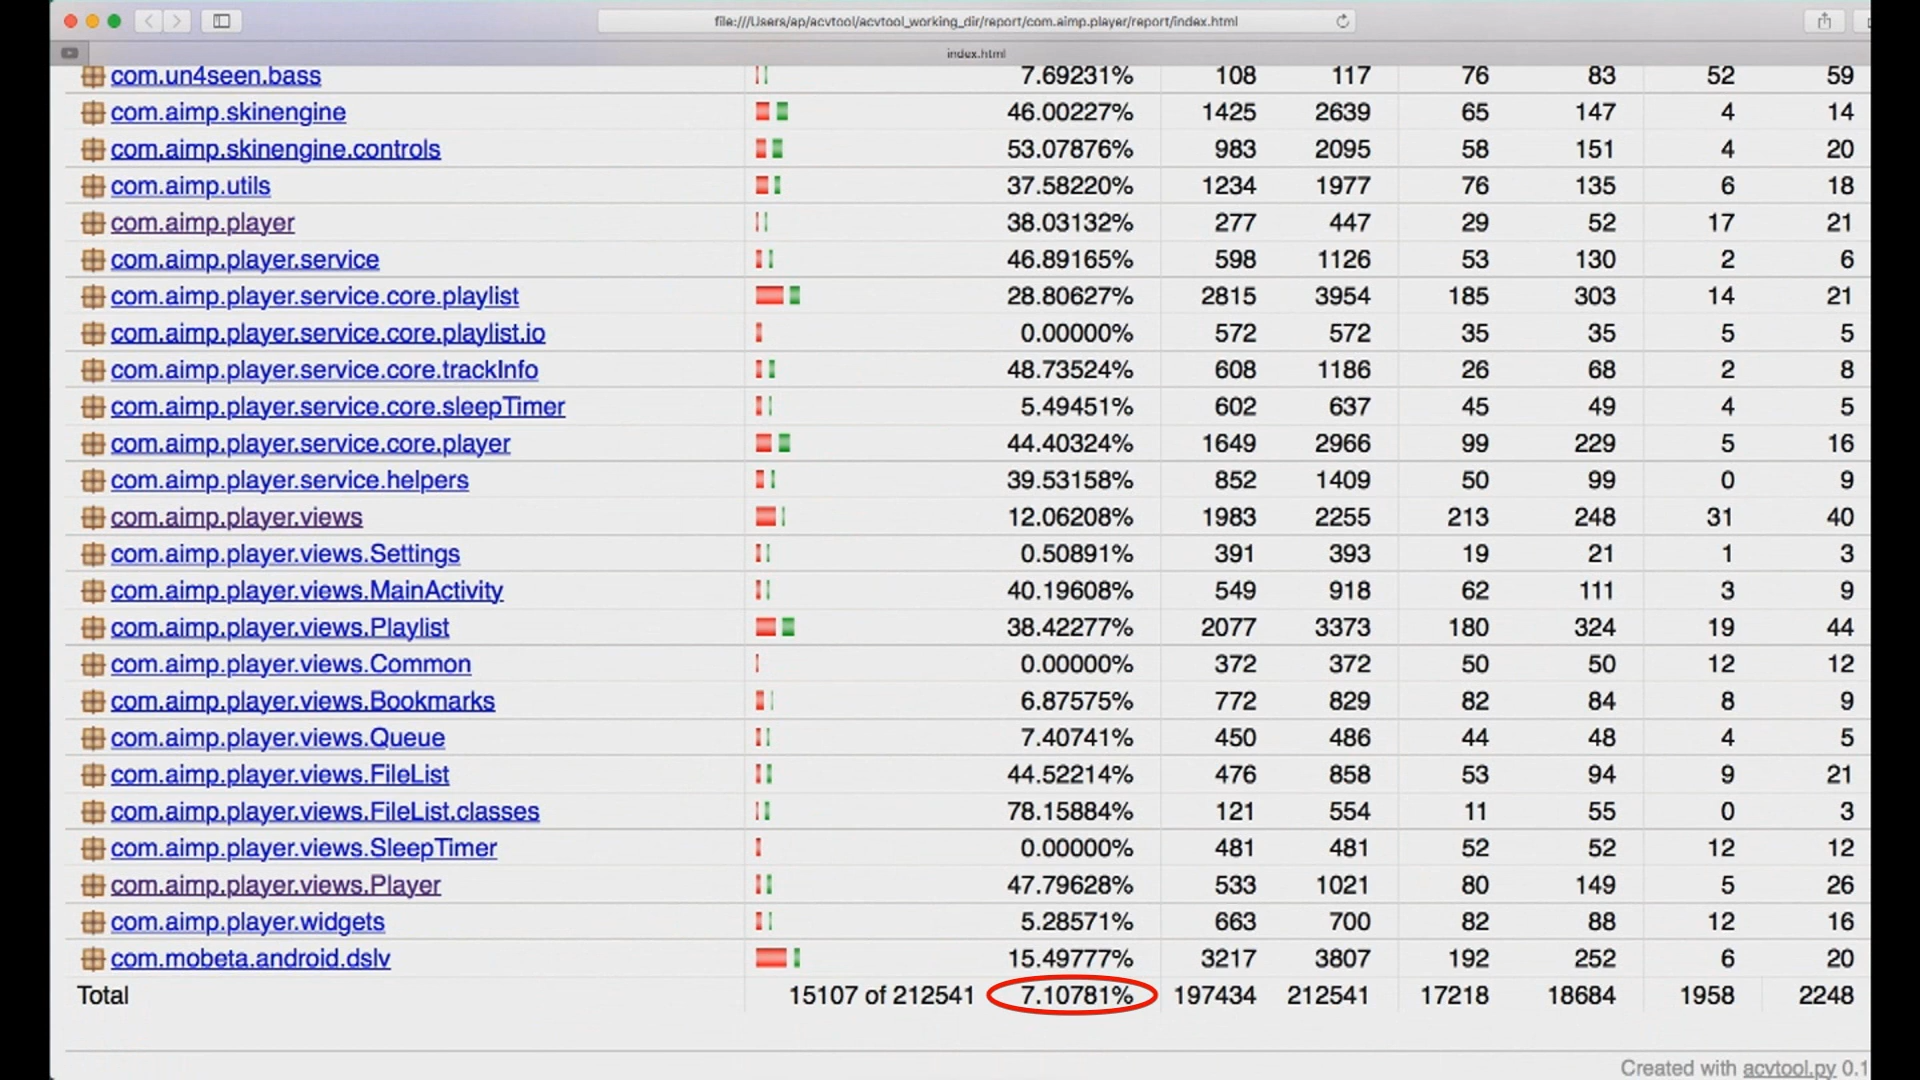 file:///Users/ap/acvtool/acvtool_working_dir/report/com.aimp.player/report/index.html
index.html
com.un4seen.bass 7.69231% 108 117 76 83 52 59
com.aimp.skinengine 46.00227% 1425 2639 65 147 4 14
com.aimp.skinengine.controls 53.07876% 983 2095 58 151 4 20
com.aimp.utils 37.58220% 1234 1977 76 135 6 18
com.aimp.player 38.03132% 277 447 29 52 17 21
com.aimp.player.service 46.89165% 598 1126 53 130 2 6
com.aimp.player.service.core.playlist 28.80627% 2815 3954 185 303 14 21
com.aimp.player.service.core.playlist.io 0.00000% 572 572 35 35 5 5
com.aimp.player.service.core.trackInfo 48.73524% 608 1186 26 68 2 8
com.aimp.player.service.core.sleepTimer 5.49451% 602 637 45 49 4 5
com.aimp.player.service.core.player 44.40324% 1649 2966 99 229 5 16
com.aimp.player.service.helpers 39.53158% 852 1409 50 99 0 9
com.aimp.player.views 12.06208% 1983 2255 213 248 31 40
com.aimp.player.views.Settings 0.50891% 391 393 19 21 1 3
com.aimp.player.views.MainActivity 40.19608% 549 918 62 111 3 9
com.aimp.player.views.Playlist 38.42277% 2077 3373 180 324 19 44
com.aimp.player.views.Common 0.00000% 372 372 50 50 12 12
com.aimp.player.views.Bookmarks 6.87575% 772 829 82 84 8 9
com.aimp.player.views.Queue 7.40741% 450 486 44 48 4 5
com.aimp.player.views.FileList 44.52214% 476 858 53 94 9 21
com.aimp.player.views.FileList.classes 78.15884% 121 554 11 55 0 3
com.aimp.player.views.SleepTimer 0.00000% 481 481 52 52 12 12
com.aimp.player.views.Player 47.79628% 533 1021 80 149 5 26
com.aimp.player.widgets 5.28571% 663 700 82 88 12 16
com.mobeta.android.dslv 15.49777% 3217 3807 192 252 6 20
Total 15107 of 212541 7.10781% 197434 212541 17218 18684 1958 2248
Created with acvtool.py 0.1